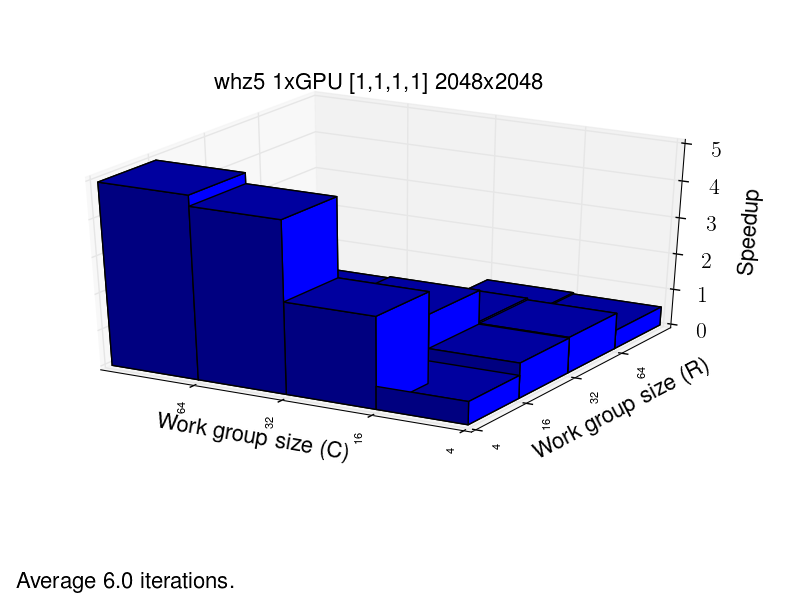 whz5 1xGPU [1,1,1,1] 2048x2048
5
4
3
2
1
0
Speedup
64
32
16
4
Work group size (C)
4
16
32
64
Work group size (R)
Average 6.0 iterations.